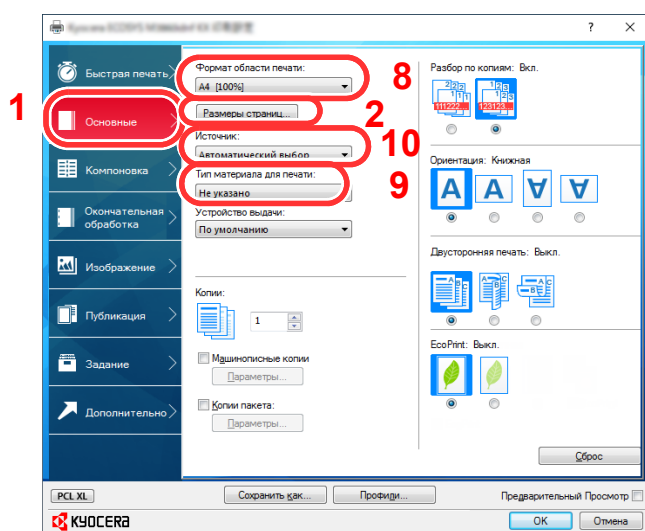 ? ×
Быстрая печать
Основные
Компоновка
Окончательная
обработка
Изображение
Публикация
Задание
Дополнительно
1
Формат области печати:
A4 [100%]
8
Размеры страниц...
2
Источник:
Автоматический выбор
10
Тип материала для печати:
Не указано
9
Устройство выдачи:
По умолчанию
Копии:
1
Машинописные копии
Параметры...
Копии пакета:
Параметры...
Разбор по копиям: Вкл.
111222 123123
Ориентация: Книжная
A A A A
Двусторонняя печать: Выкл.
EcoPrint: Выкл.
Сброс
PCL XL
Сохранить как...
Профили...
Предварительный Просмотр
KYOCERA
OK
Отмена